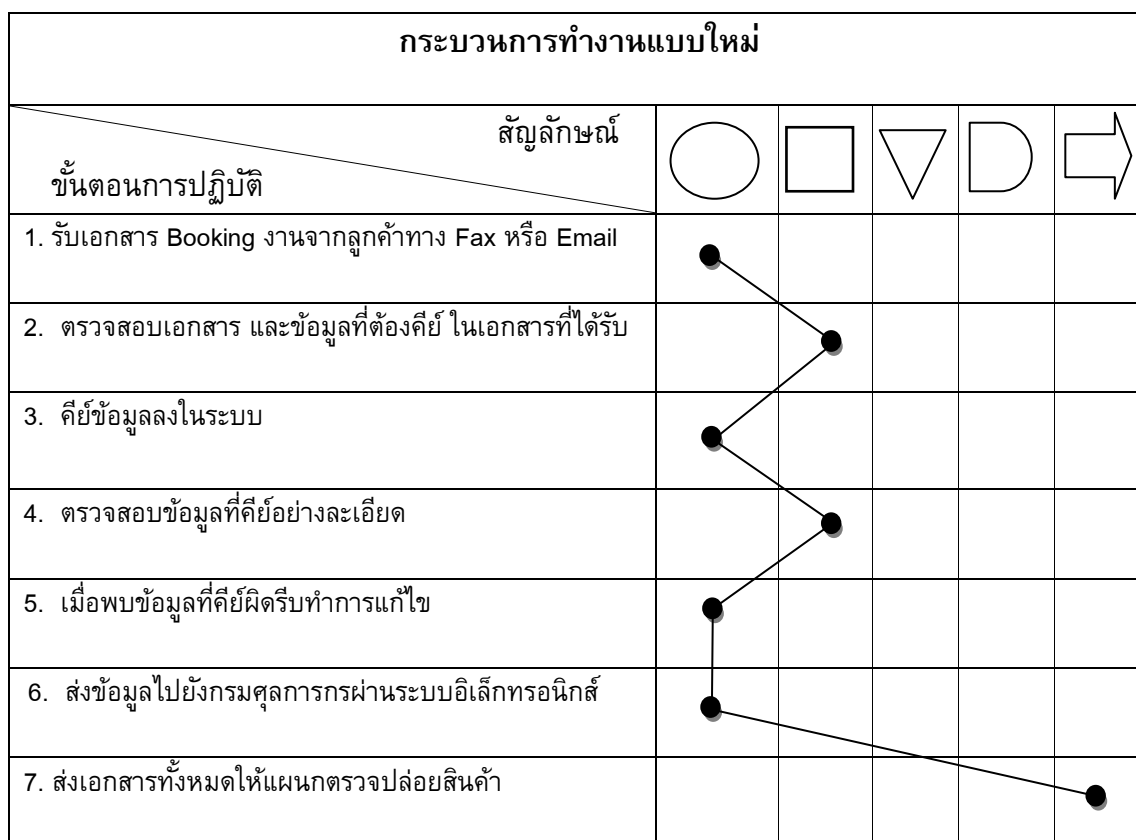 กระบวนการทำงานแบบใหม่
สัญลักษณ์
ขั้นตอนการปฏิบัติ
1. รับเอกสาร Booking งานจากลูกค้าทาง Fax หรือ Email
2. ตรวจสอบเอกสาร และข้อมูลที่ต้องคีย์ ในเอกสารที่ได้รับ
3. คีย์ข้อมูลลงในระบบ
4. ตรวจสอบข้อมูลที่คีย์อย่างละเอียด
5. เมื่อพบข้อมูลที่คีย์ผิดรีบทำการแก้ไข
6. ส่งข้อมูลไปยังกรมศุลการกรผ่านระบบอิเล็กทรอนิกส์
7. ส่งเอกสารทั้งหมดให้แผนกตรวจปล่อยสินค้า